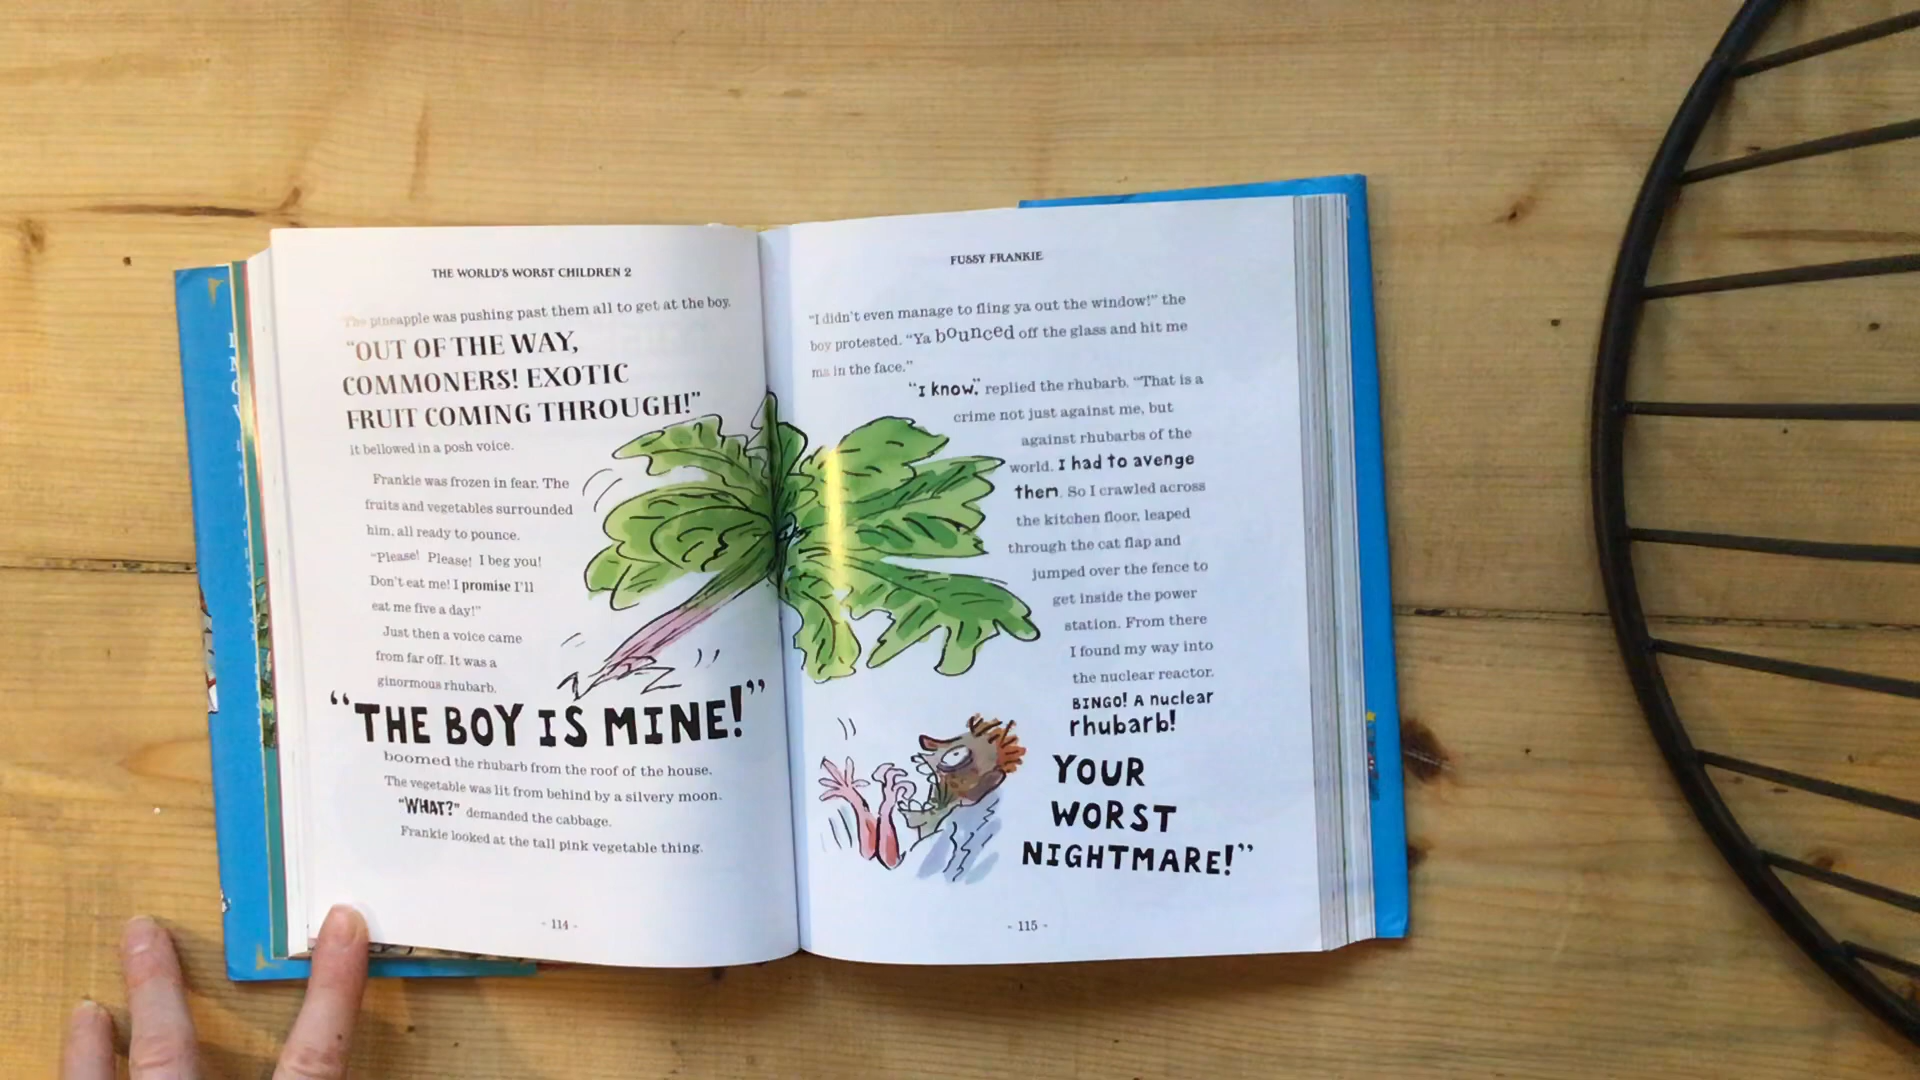 THE WORLD'S WORST CHILDREN 2
The pineapple was pushing past them all to get at the boy.
“OUT OF THE WAY,
COMMONERS! EXOTIC
FRUIT COMING THROUGH!”
it bellowed in a posh voice.
Frankie was frozen in fear. The
fruits and vegetables surrounded
him, all ready to pounce.
“Please! Please! I beg you!
Don't eat me! I promise I'll
eat me five a day!”
Just then a voice came
from far off. It was a
ginormous rhubarb.
“THE BOY IS MINE!”
boomed the rhubarb from the roof of the house.
The vegetable was lit from behind by a silvery moon.
“WHAT?” demanded the cabbage.
Frankie looked at the tall pink vegetable thing.
- 114 -
FUSSY FRANKIE
“I didn't even manage to fling ya out the window!” the
boy protested. “Ya bounced off the glass and hit me
ma in the face.”
“I know,” replied the rhubarb. “That is a
crime not just against me, but
against rhubarbs of the
world. I had to avenge
them. So I crawled across
the kitchen floor, leaped
through the cat flap and
jumped over the fence to
get inside the power
station. From there
I found my way into
the nuclear reactor.
BINGO! A nuclear
rhubarb!
YOUR
WORST
NIGHTMARE!”
- 115 -